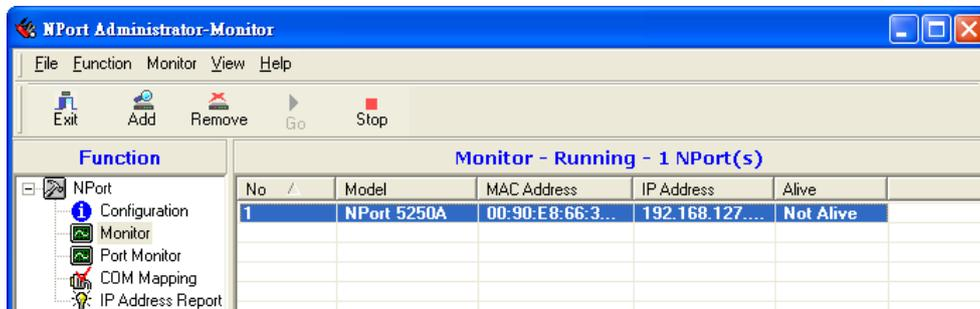 NPort Administrator-Monitor
File Function Monitor View Help
Exit Add Remove Go Stop
Function
Monitor - Running - 1 NPort(s)
NPort
Configuration
Monitor
Port Monitor
COM Mapping
IP Address Report
No Model MAC Address IP Address Alive
1 NPort 5250A 00:90:E8:66:3... 192.168.127.... Not Alive